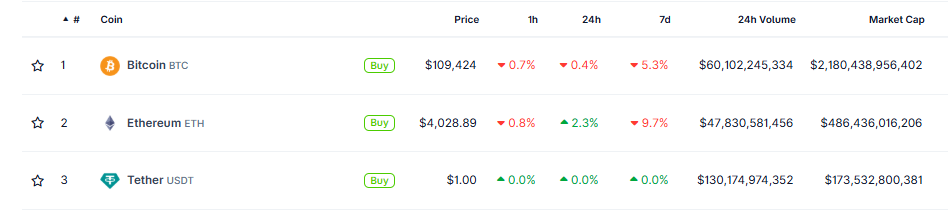 # Coin Price 1h 24h 7d 24h Volume Market Cap
1 Bitcoin BTC Buy $109,424 0.7% 0.4% 5.3% $60,102,245,334 $2,180,438,956,402
2 Ethereum ETH Buy $4,028.89 0.8% 2.3% 9.7% $47,830,581,456 $486,436,016,206
3 Tether USDT Buy $1.00 0.0% 0.0% 0.0% $130,174,974,352 $173,532,800,381